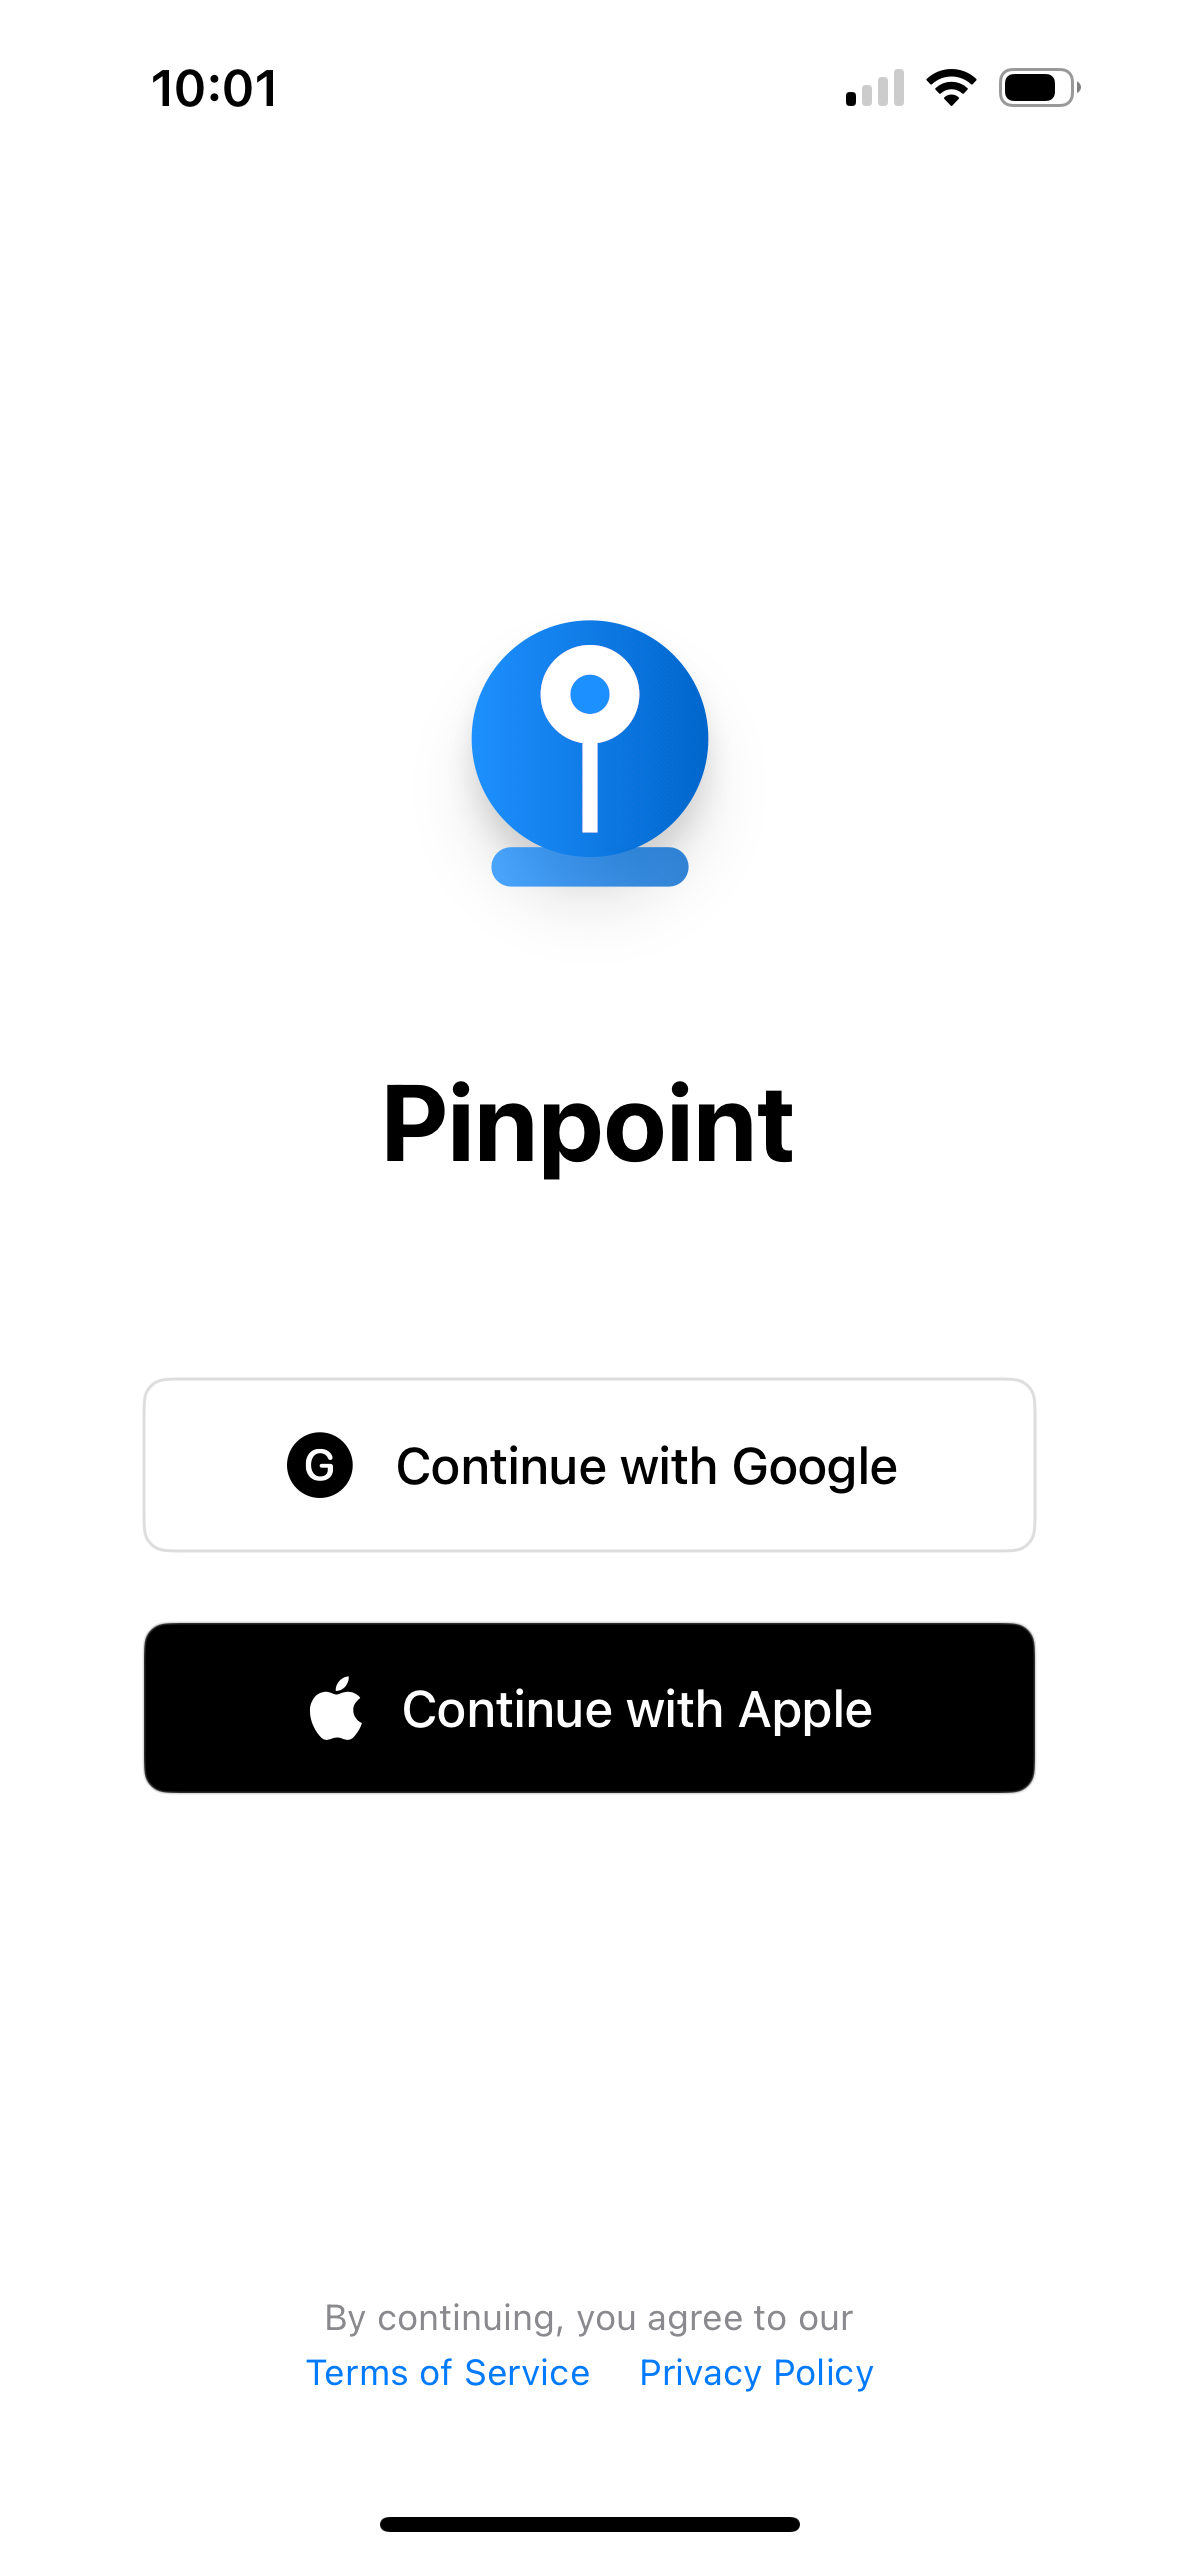 10:01
Pinpoint
G Continue with Google
Continue with Apple
By continuing, you agree to our
Terms of Service Privacy Policy